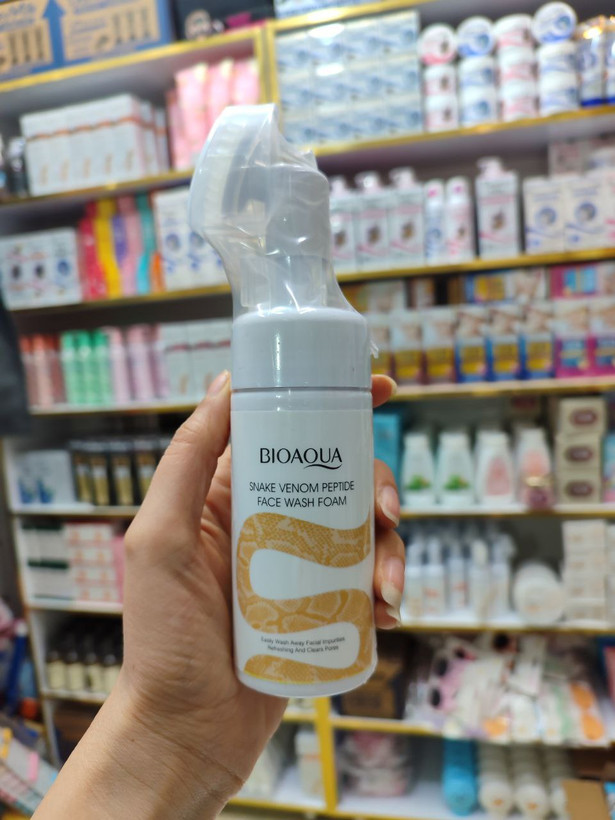 BIOAQUA
SNAKE VENOM PEPTIDE
FACE WASH FOAM
Easily Wash Away Facial Impurities
Refreshing And Clears Pores